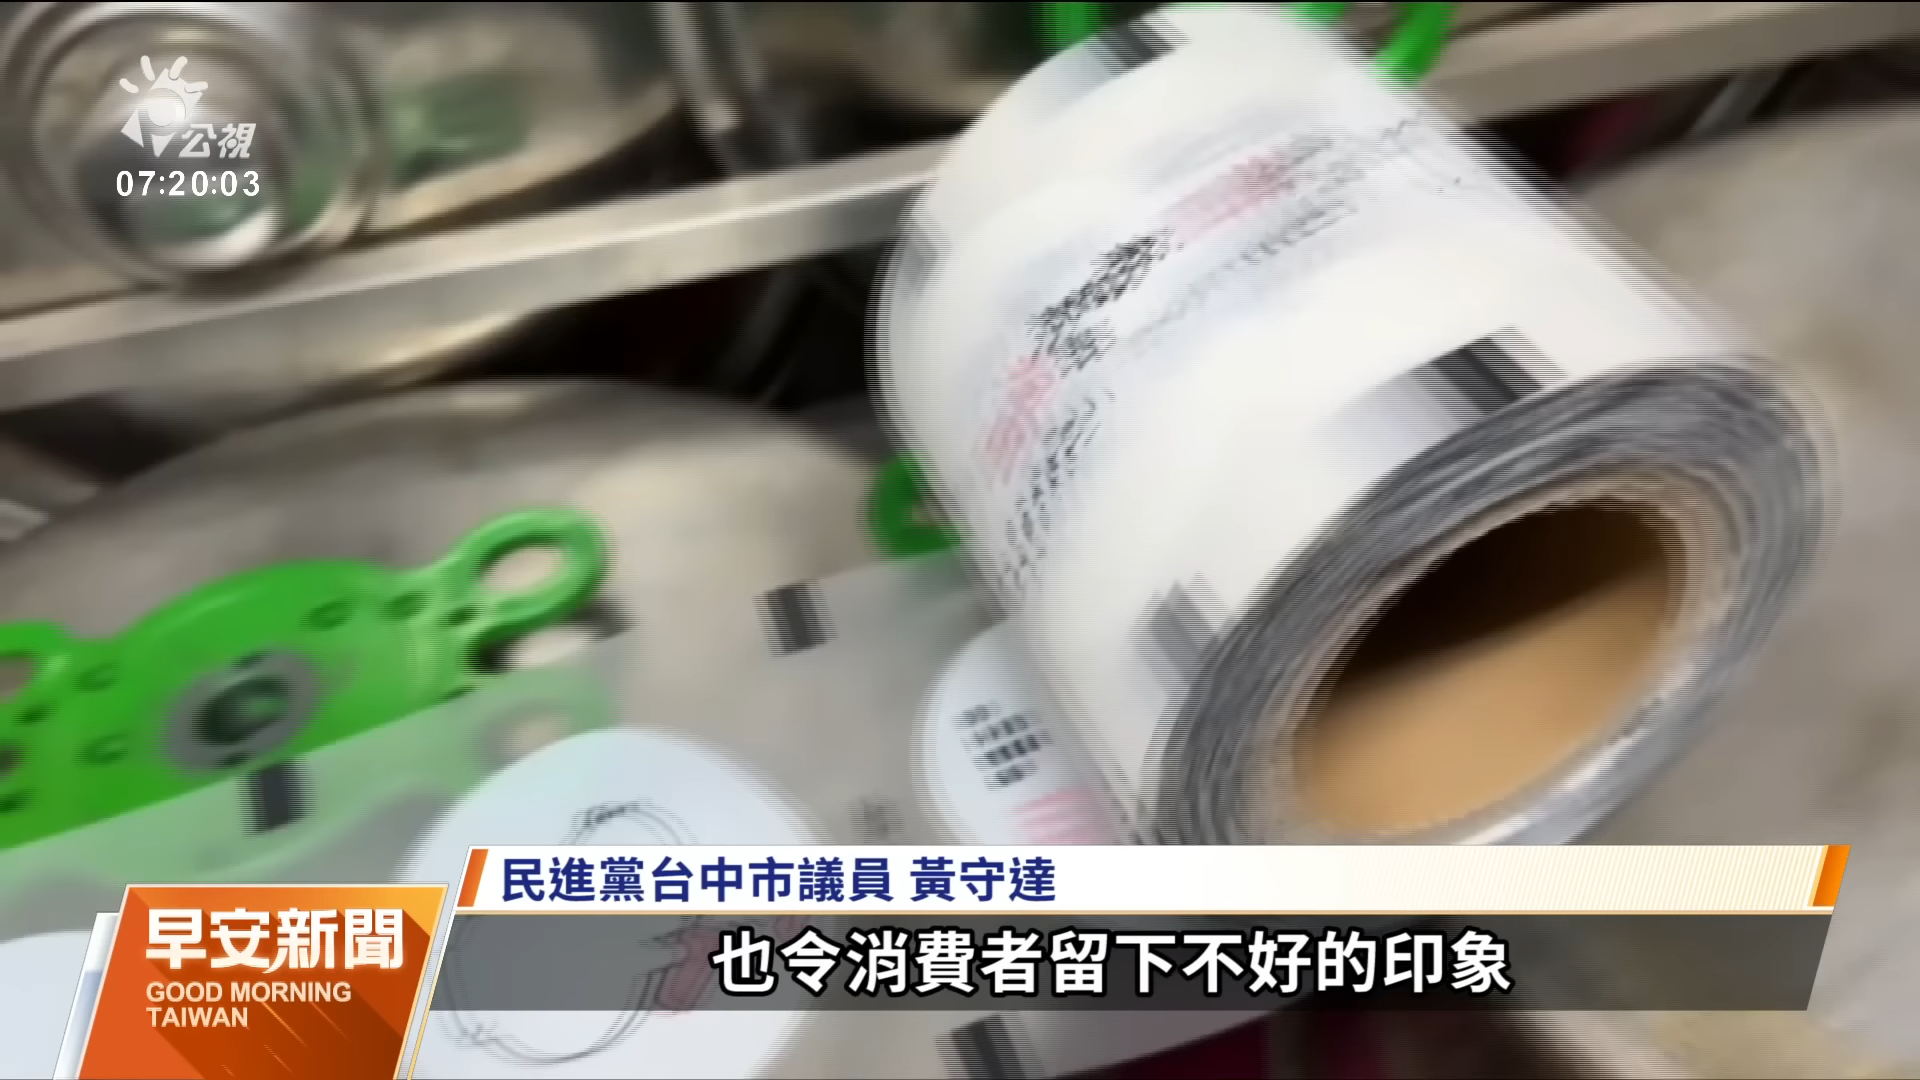 公視
07:20:03
民進黨台中市議員 黃守達
也令消費者留下不好的印象
早安新聞
GOOD MORNING
TAIWAN